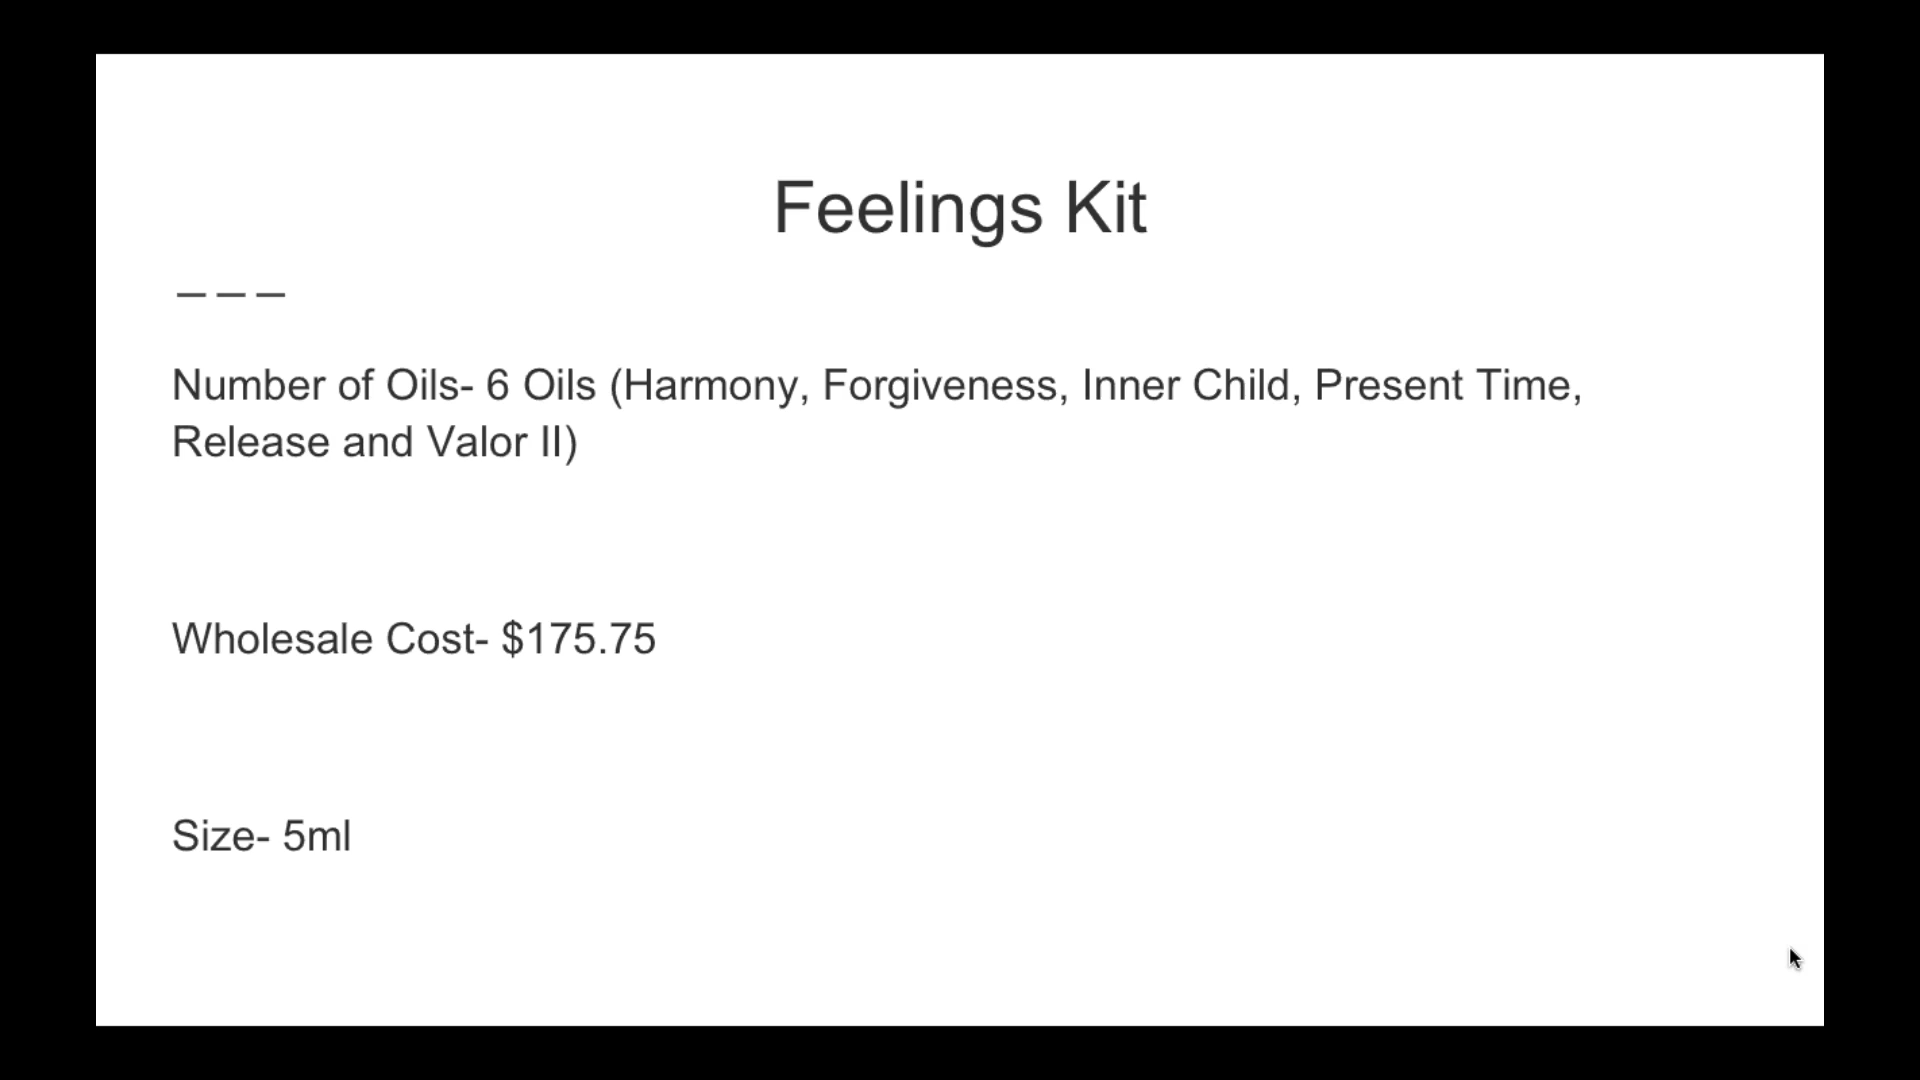 Feelings Kit
———
Number of Oils- 6 Oils (Harmony, Forgiveness, Inner Child, Present Time,
Release and Valor II)
Wholesale Cost- $175.75
Size- 5ml